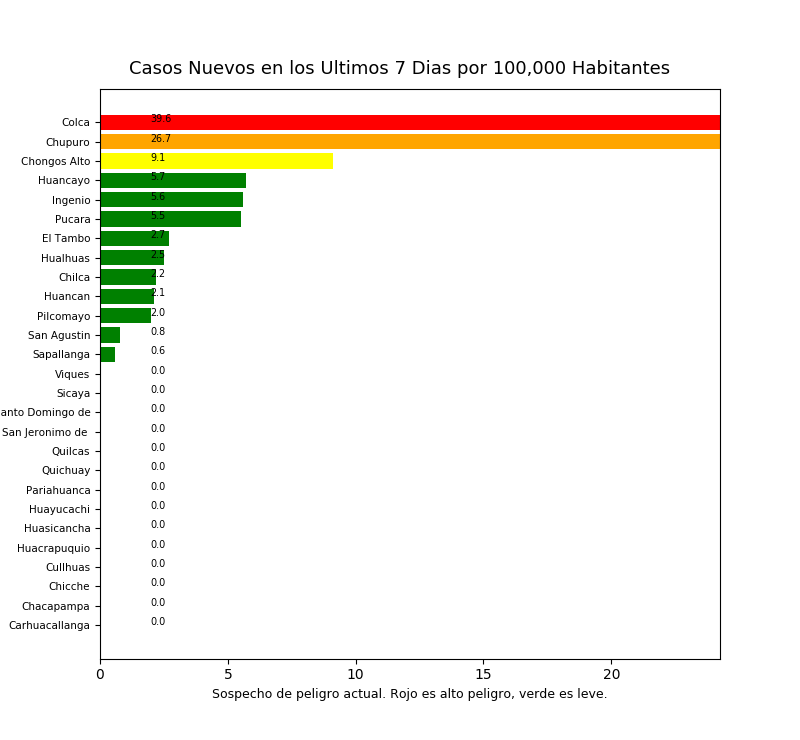 Casos Nuevos en los Ultimos 7 Dias por 100,000 Habitantes
Colca 39.6
Chupuro 26.7
Chongos Alto 9.1
Huancayo 5.7
Ingenio 5.6
Pucara 5.5
El Tambo 2.7
Hualhuas 2.5
Chilca 2.2
Huancan 2.1
Pilcomayo 2.0
San Agustin 0.8
Sapallanga 0.6
Viques 0.0
Sicaya 0.0
anto Domingo de 0.0
San Jeronimo de 0.0
Quilcas 0.0
Quichuay 0.0
Pariahuanca 0.0
Huayucachi 0.0
Huasicancha 0.0
Huacrapuquio 0.0
Cullhuas 0.0
Chicche 0.0
Chacapampa 0.0
Carhuacallanga 0.0
0 5 10 15 20
Sospecho de peligro actual. Rojo es alto peligro, verde es leve.